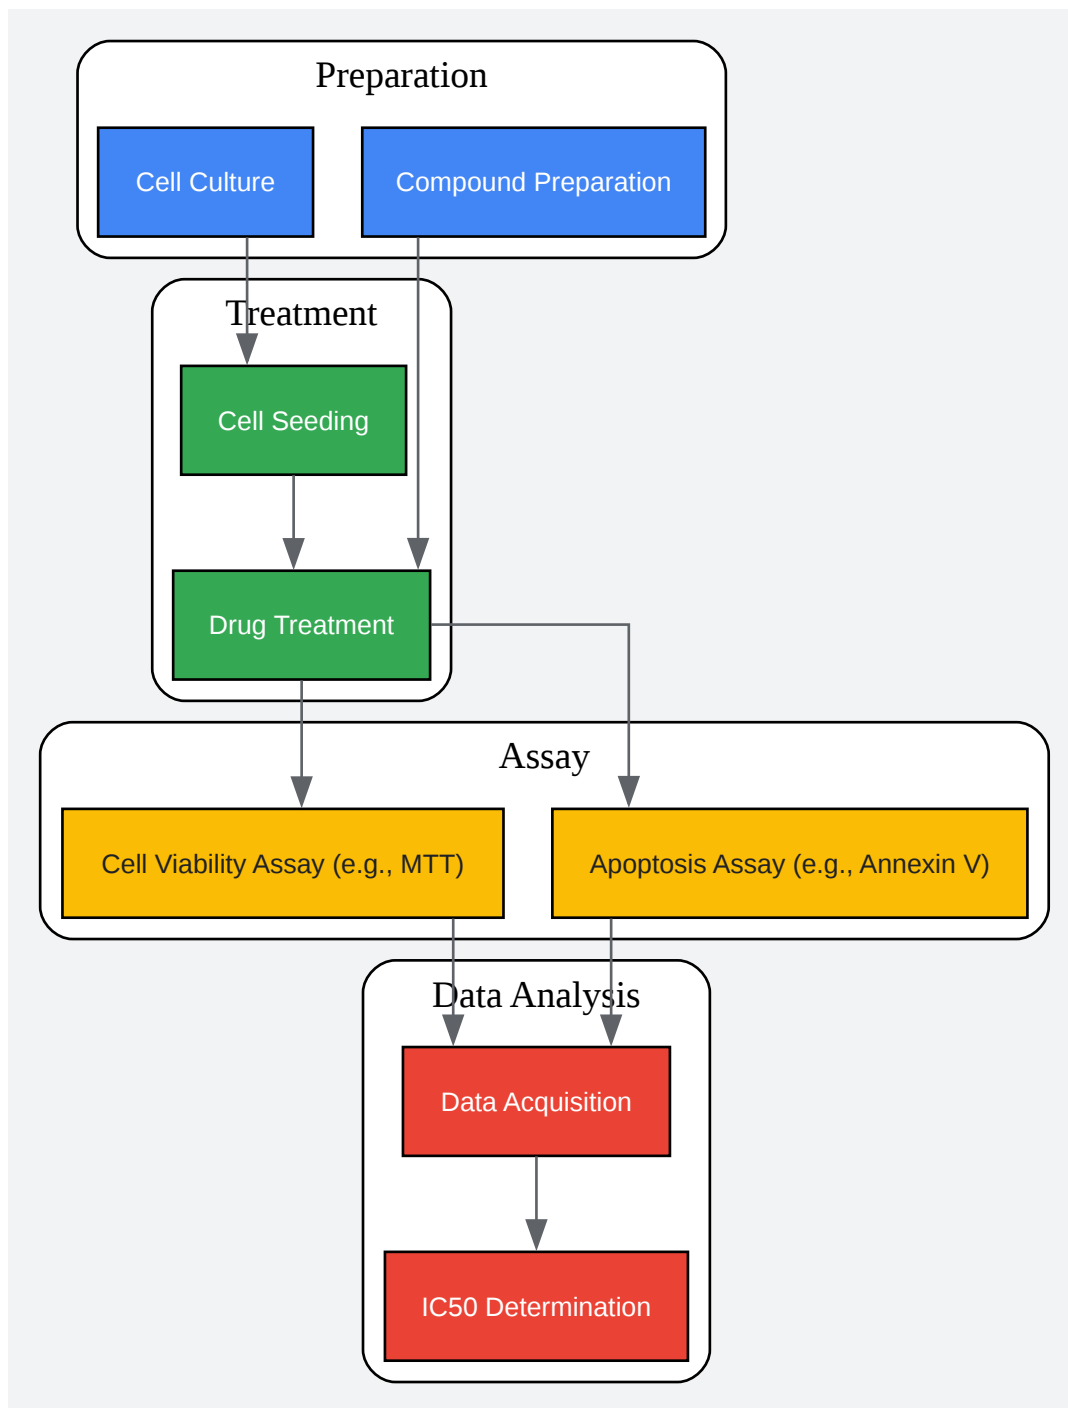 Preparation
Cell Culture
Compound Preparation
Treatment
Cell Seeding
Drug Treatment
Assay
Cell Viability Assay (e.g., MTT)
Apoptosis Assay (e.g., Annexin V)
Data Analysis
Data Acquisition
IC50 Determination